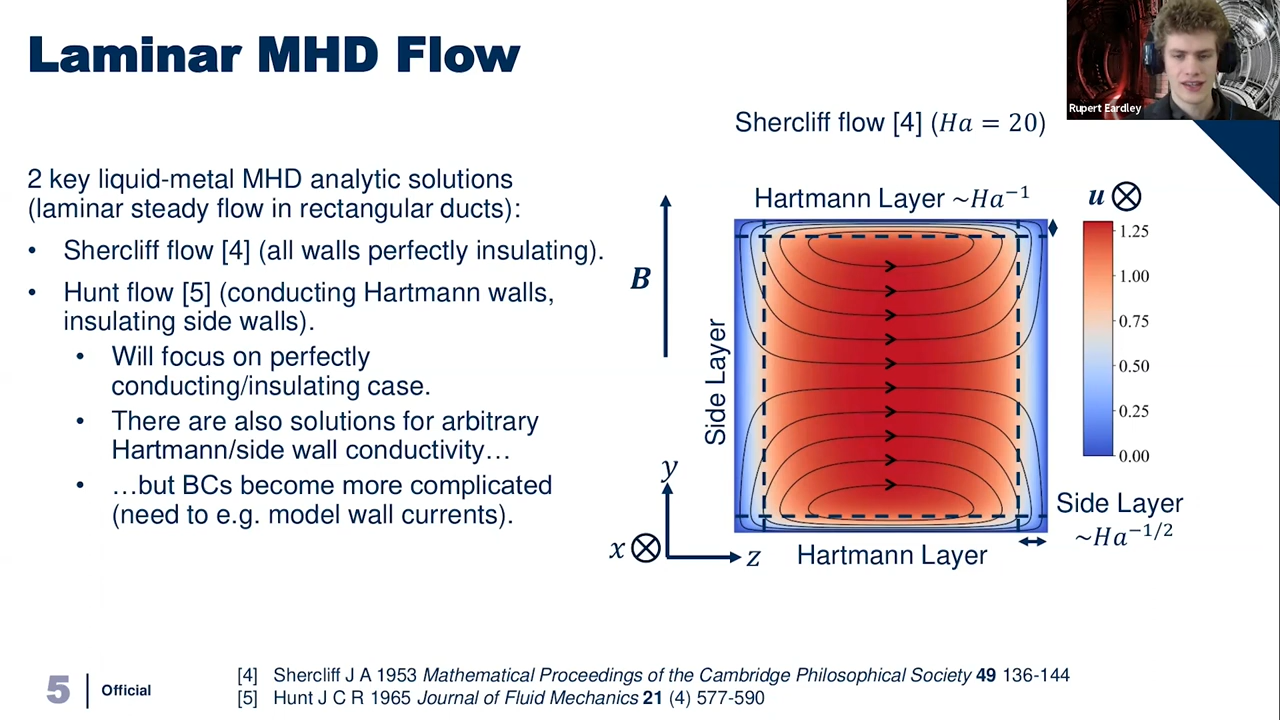 Laminar MHD Flow
Rupert Eardley
2 key liquid-metal MHD analytic solutions
(laminar steady flow in rectangular ducts):
• Shercliff flow [4] (all walls perfectly insulating).
• Hunt flow [5] (conducting Hartmann walls,
insulating side walls).
• Will focus on perfectly
conducting/insulating case.
• There are also solutions for arbitrary
Hartmann/side wall conductivity…
• …but BCs become more complicated
(need to e.g. model wall currents).
Shercliff flow [4] (Ha = 20)
Hartmann Layer ~Ha⁻¹
u ⊗
B
Side Layer
1.25
1.00
0.75
0.50
0.25
0.00
y
x ⊗
z
Hartmann Layer
Side Layer
~Ha⁻¹/²
5
Official
[4] Shercliff J A 1953 Mathematical Proceedings of the Cambridge Philosophical Society 49 136-144
[5] Hunt J C R 1965 Journal of Fluid Mechanics 21 (4) 577-590